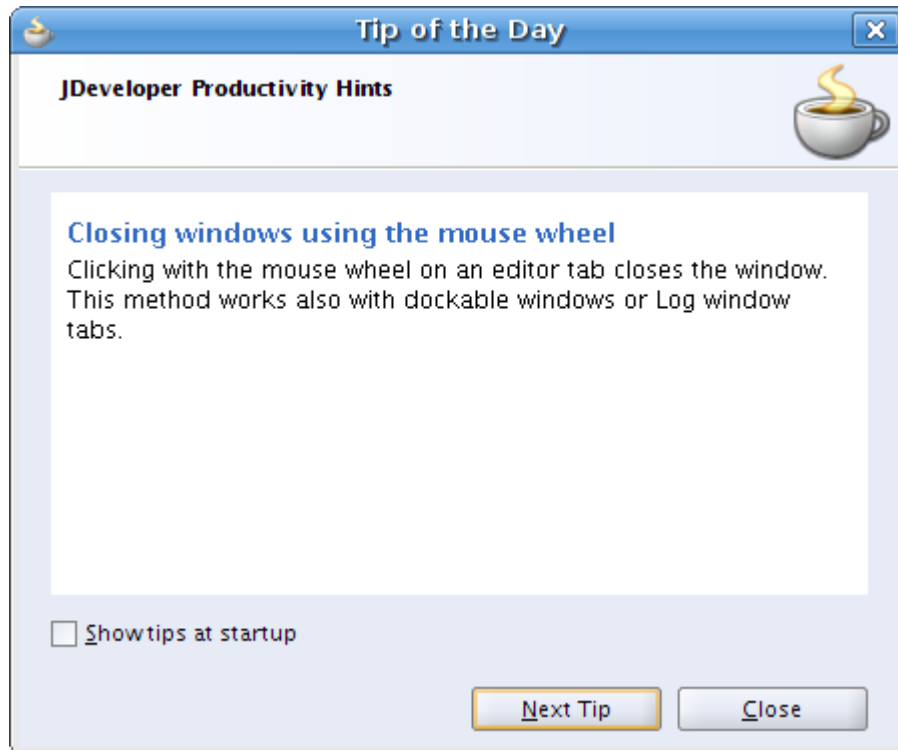 Tip of the Day
JDeveloper Productivity Hints
Closing windows using the mouse wheel
Clicking with the mouse wheel on an editor tab closes the window.
This method works also with dockable windows or Log window
tabs.
Show tips at startup
Next Tip
Close